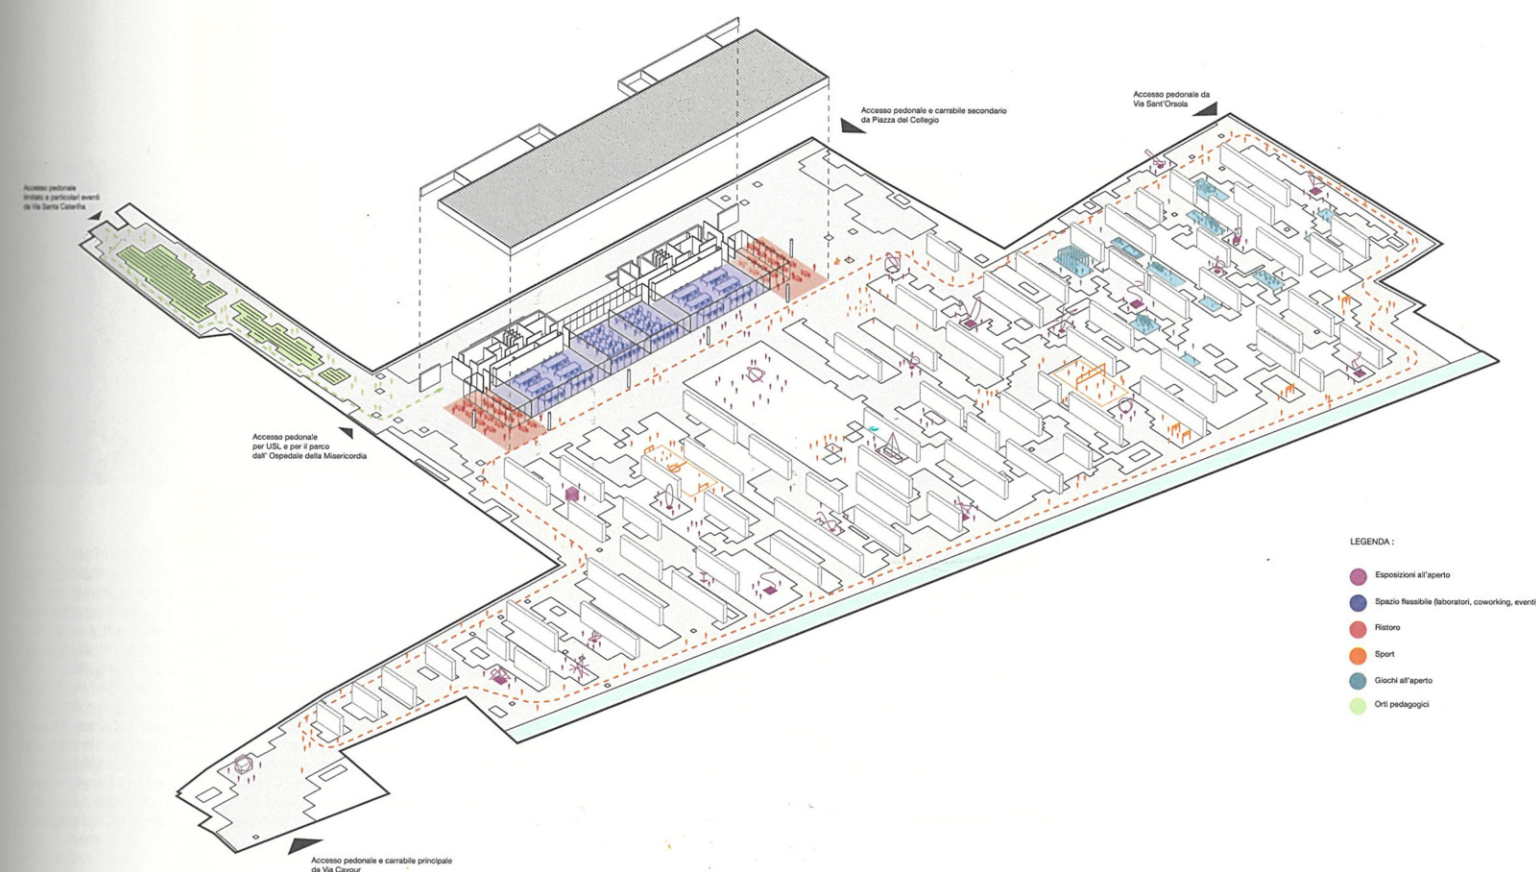 Accesso pedonale da
Via Sant'Orsola
Accesso pedonale e carrabile secondario
da Piazza del Collegio
Accesso pedonale
limitato a particolari eventi
da Via Santa Caterina
Accesso pedonale
per USL e per il parco
dall' Ospedale della Misericordia
LEGENDA :
Esposizioni all'aperto
Spazio flessibile (laboratori, coworking, eventi
Ristoro
Sport
Giochi all'aperto
Orti pedagogici
Accesso pedonale e carrabile principale
da Via Cavour